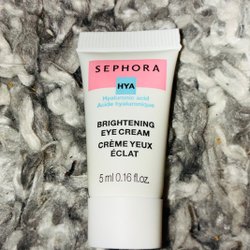 SEPHORA
HYA
Hyaluronic acid
Acide hyaluronique
BRIGHTENING
EYE CREAM
CRÈME YEUX
ÉCLAT
5 ml 0.16 fl.oz.